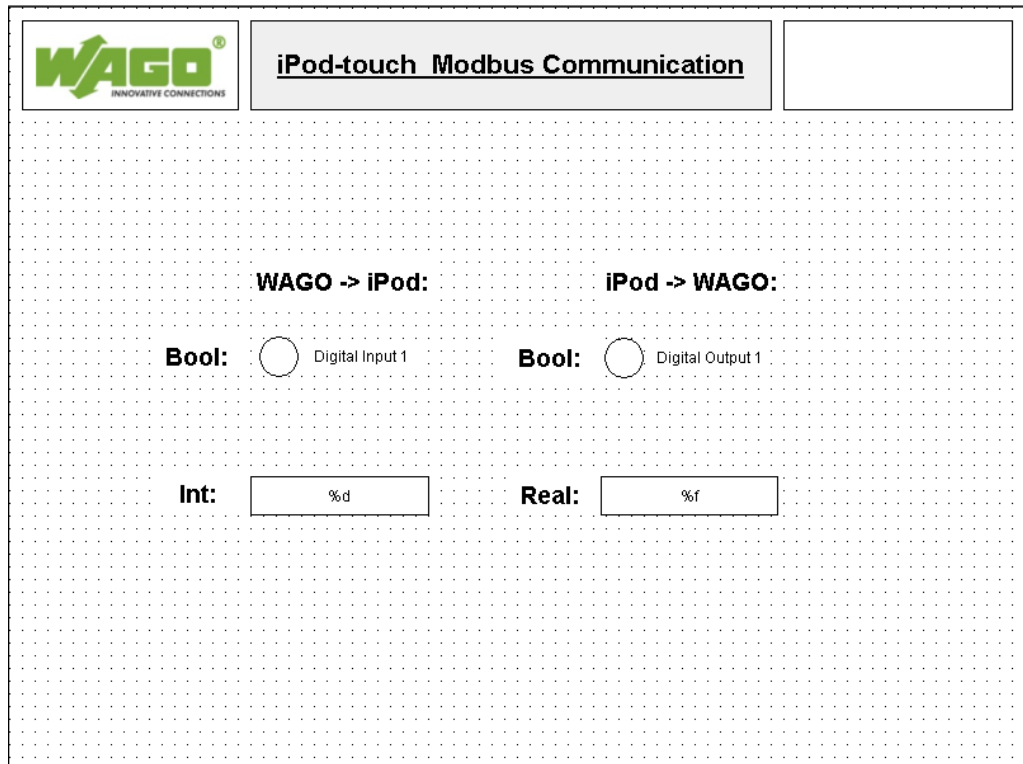 WAGO®
INNOVATIVE CONNECTIONS
iPod-touch Modbus Communication
WAGO -> iPod:
iPod -> WAGO:
Bool:
Digital Input 1
Bool:
Digital Output 1
Int:
%d
Real:
%f